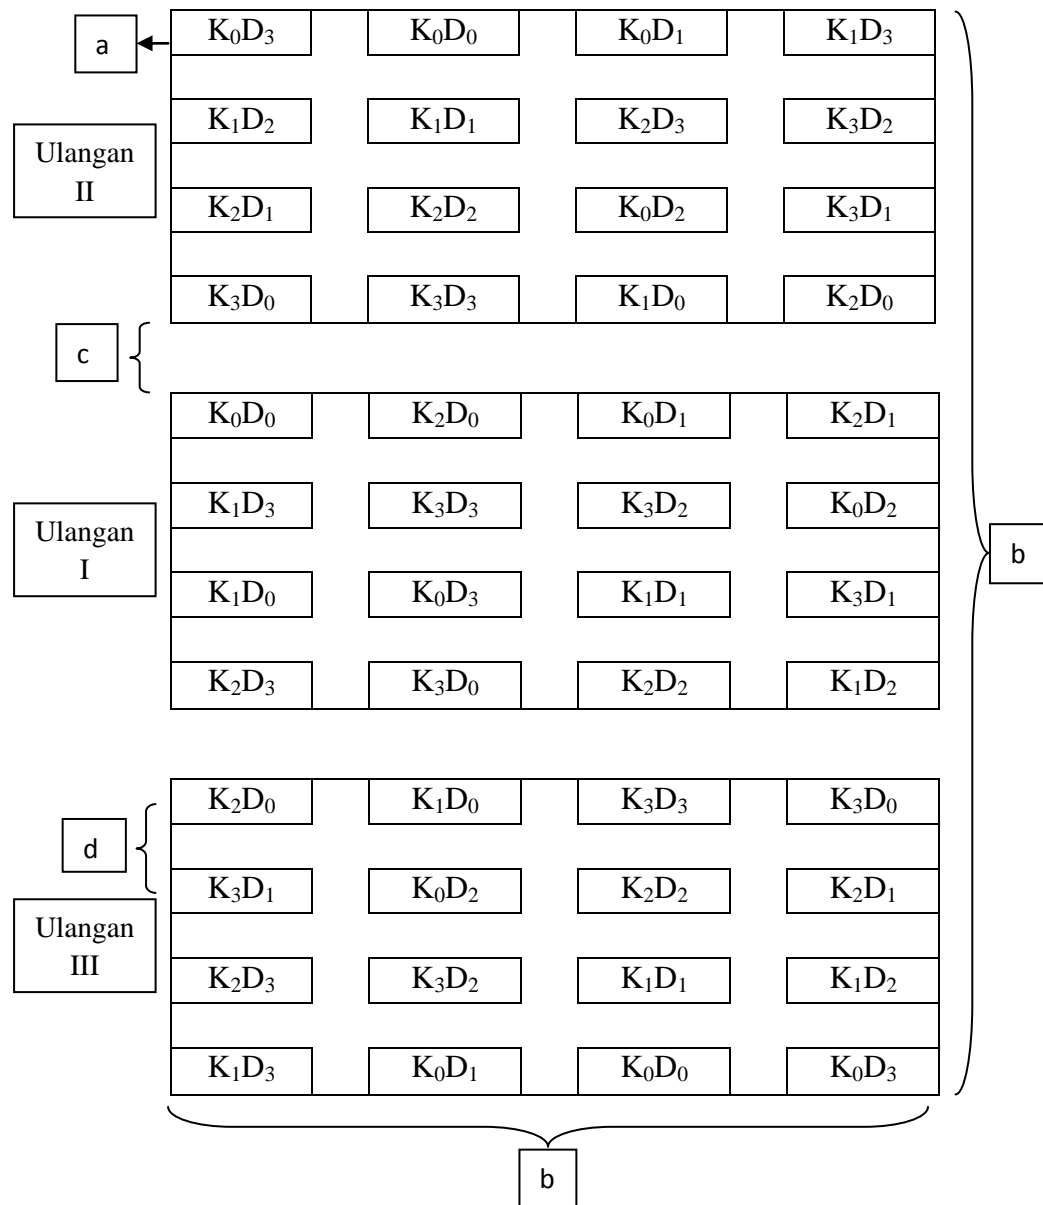 a
K₀D₃ K₀D₀ K₀D₁ K₁D₃
Ulangan
II
K₁D₂ K₁D₁ K₂D₃ K₃D₂
K₂D₁ K₂D₂ K₀D₂ K₃D₁
K₃D₀ K₃D₃ K₁D₀ K₂D₀
c
K₀D₀ K₂D₀ K₀D₁ K₂D₁
Ulangan
I
K₁D₃ K₃D₃ K₃D₂ K₀D₂
b
K₁D₀ K₀D₃ K₁D₁ K₃D₁
K₂D₃ K₃D₀ K₂D₂ K₁D₂
K₂D₀ K₁D₀ K₃D₃ K₃D₀
d
K₃D₁ K₀D₂ K₂D₂ K₂D₁
Ulangan
III
K₂D₃ K₃D₂ K₁D₁ K₁D₂
K₁D₃ K₀D₁ K₀D₀ K₀D₃
b